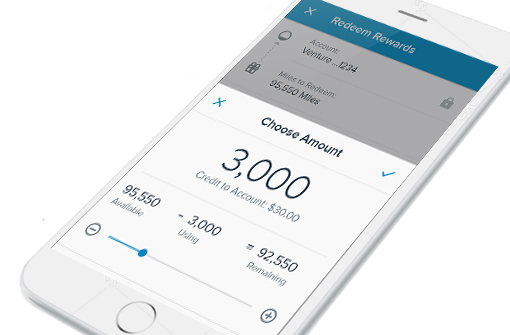 Redeem Rewards
Account:
Venture ...1234
Miles to Redeem:
95,550 Miles
Choose Amount
3,000
Credit to Account: $30.00
95,550 - 3,000 = 92,550
Available Using Remaining